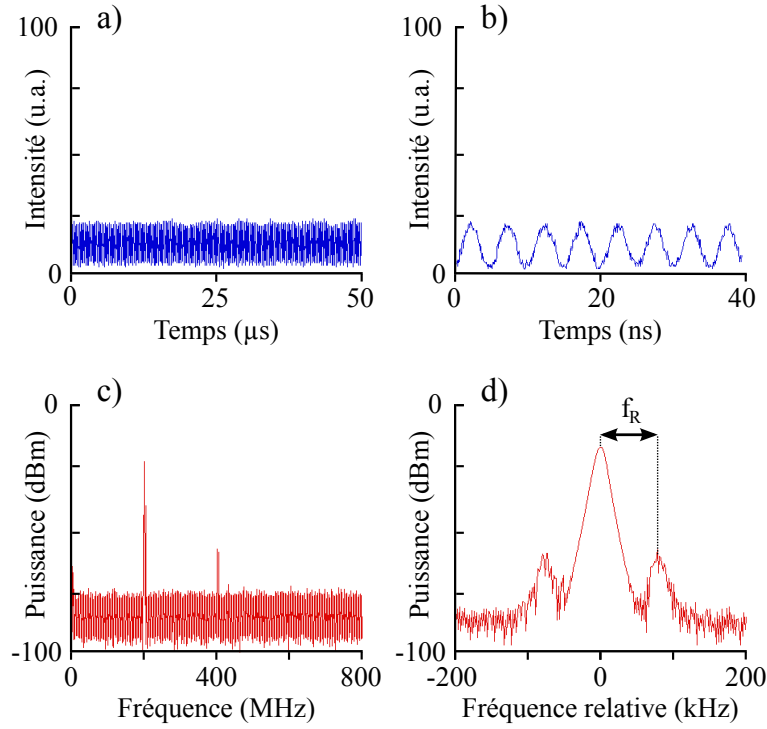 a)
100
Intensité (u.a.)
0
0 25 50
Temps (µs)
b)
100
Intensité (u.a.)
0
0 20 40
Temps (ns)
c)
0
Puissance (dBm)
-100
0 400 800
Fréquence (MHz)
d)
0
f_R
Puissance (dBm)
-100
-200 0 200
Fréquence relative (kHz)